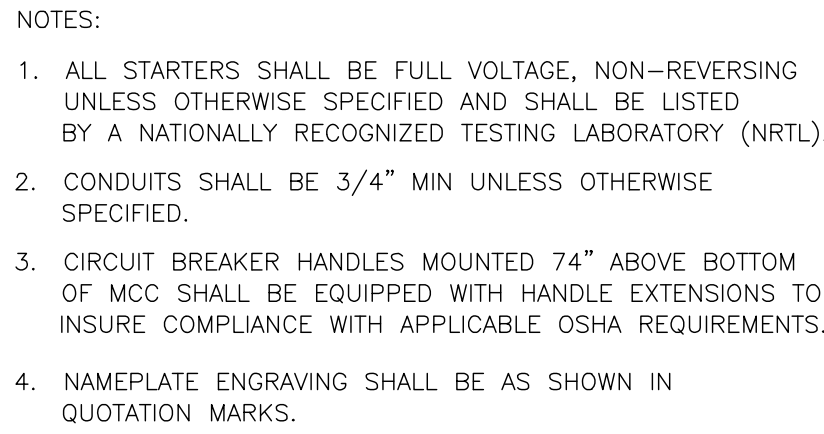 NOTES:
1. ALL STARTERS SHALL BE FULL VOLTAGE, NON-REVERSING
UNLESS OTHERWISE SPECIFIED AND SHALL BE LISTED
BY A NATIONALLY RECOGNIZED TESTING LABORATORY (NRTL).
2. CONDUITS SHALL BE 3/4" MIN UNLESS OTHERWISE
SPECIFIED.
3. CIRCUIT BREAKER HANDLES MOUNTED 74" ABOVE BOTTOM
OF MCC SHALL BE EQUIPPED WITH HANDLE EXTENSIONS TO
INSURE COMPLIANCE WITH APPLICABLE OSHA REQUIREMENTS.
4. NAMEPLATE ENGRAVING SHALL BE AS SHOWN IN
QUOTATION MARKS.